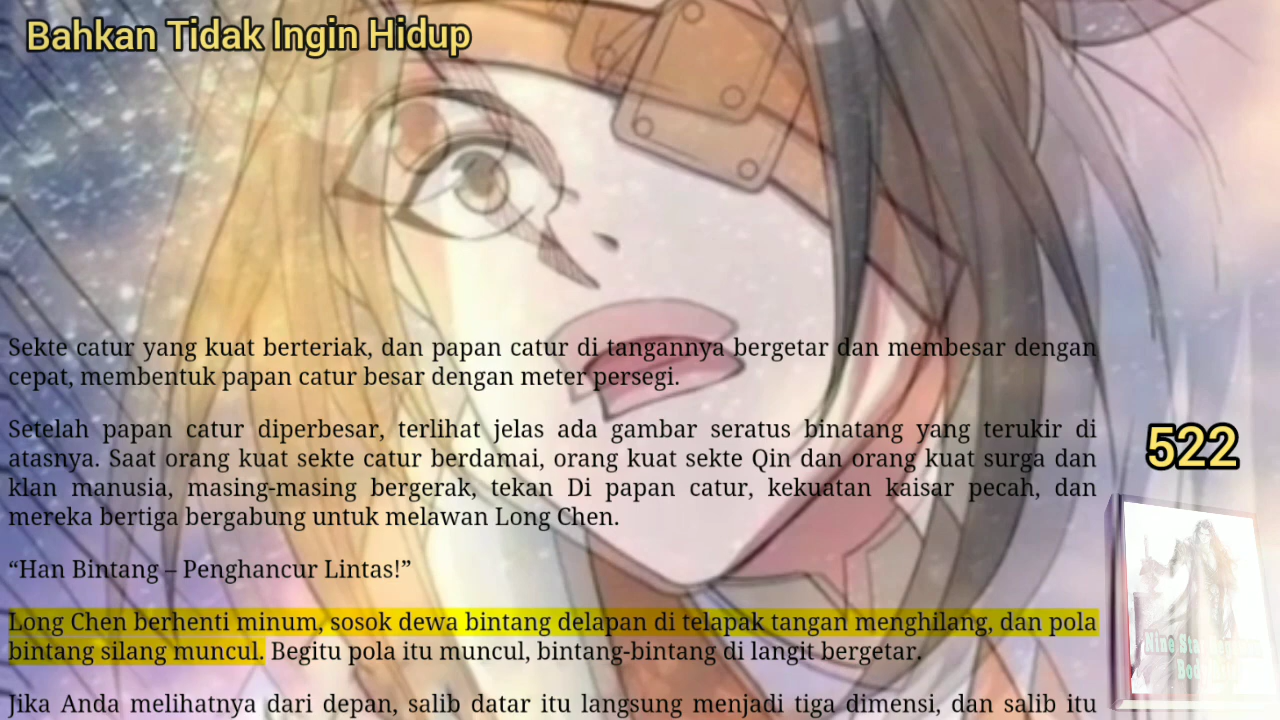 Bahkan Tidak Ingin Hidup
Sekte catur yang kuat berteriak, dan papan catur di tangannya bergetar dan membesar dengan
cepat, membentuk papan catur besar dengan meter persegi.
Setelah papan catur diperbesar, terlihat jelas ada gambar seratus binatang yang terukir di
atasnya. Saat orang kuat sekte catur berdamai, orang kuat sekte Qin dan orang kuat surga dan
klan manusia, masing-masing bergerak, tekan Di papan catur, kekuatan kaisar pecah, dan
mereka bertiga bergabung untuk melawan Long Chen.
“Han Bintang – Penghancur Lintas!”
Long Chen berhenti minum, sosok dewa bintang delapan di telapak tangan menghilang, dan pola
bintang silang muncul. Begitu pola itu muncul, bintang-bintang di langit bergetar.
Jika Anda melihatnya dari depan, salib datar itu langsung menjadi tiga dimensi, dan salib itu
522
Nine Star